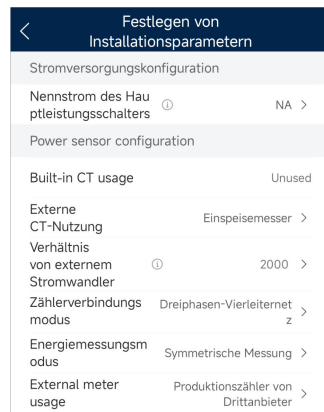 Festlegen von
Installationsparametern
Stromversorgungskonfiguration
Nennstrom des Hau
ptleistungsschalters
NA
Power sensor configuration
Built-in CT usage
Unused
Externe
CT-Nutzung
Einspeisemesser
Verhältnis
von externem
Stromwandler
2000
Zählerverbindungs
modus
Dreiphasen-Vierleiternet
z
Energiemessungsm
odus
Symmetrische Messung
External meter
usage
Produktionszähler von
Drittanbieter